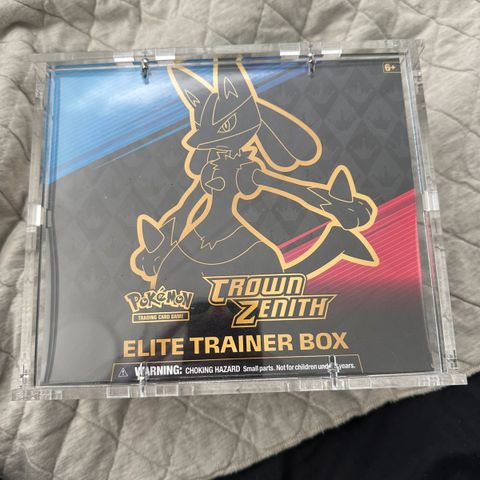 6+
POKéMON
TRADING CARD GAME
CROWN
ZENITH
ELITE TRAINER BOX
WARNING: CHOKING HAZARD Small parts. Not for children under years.